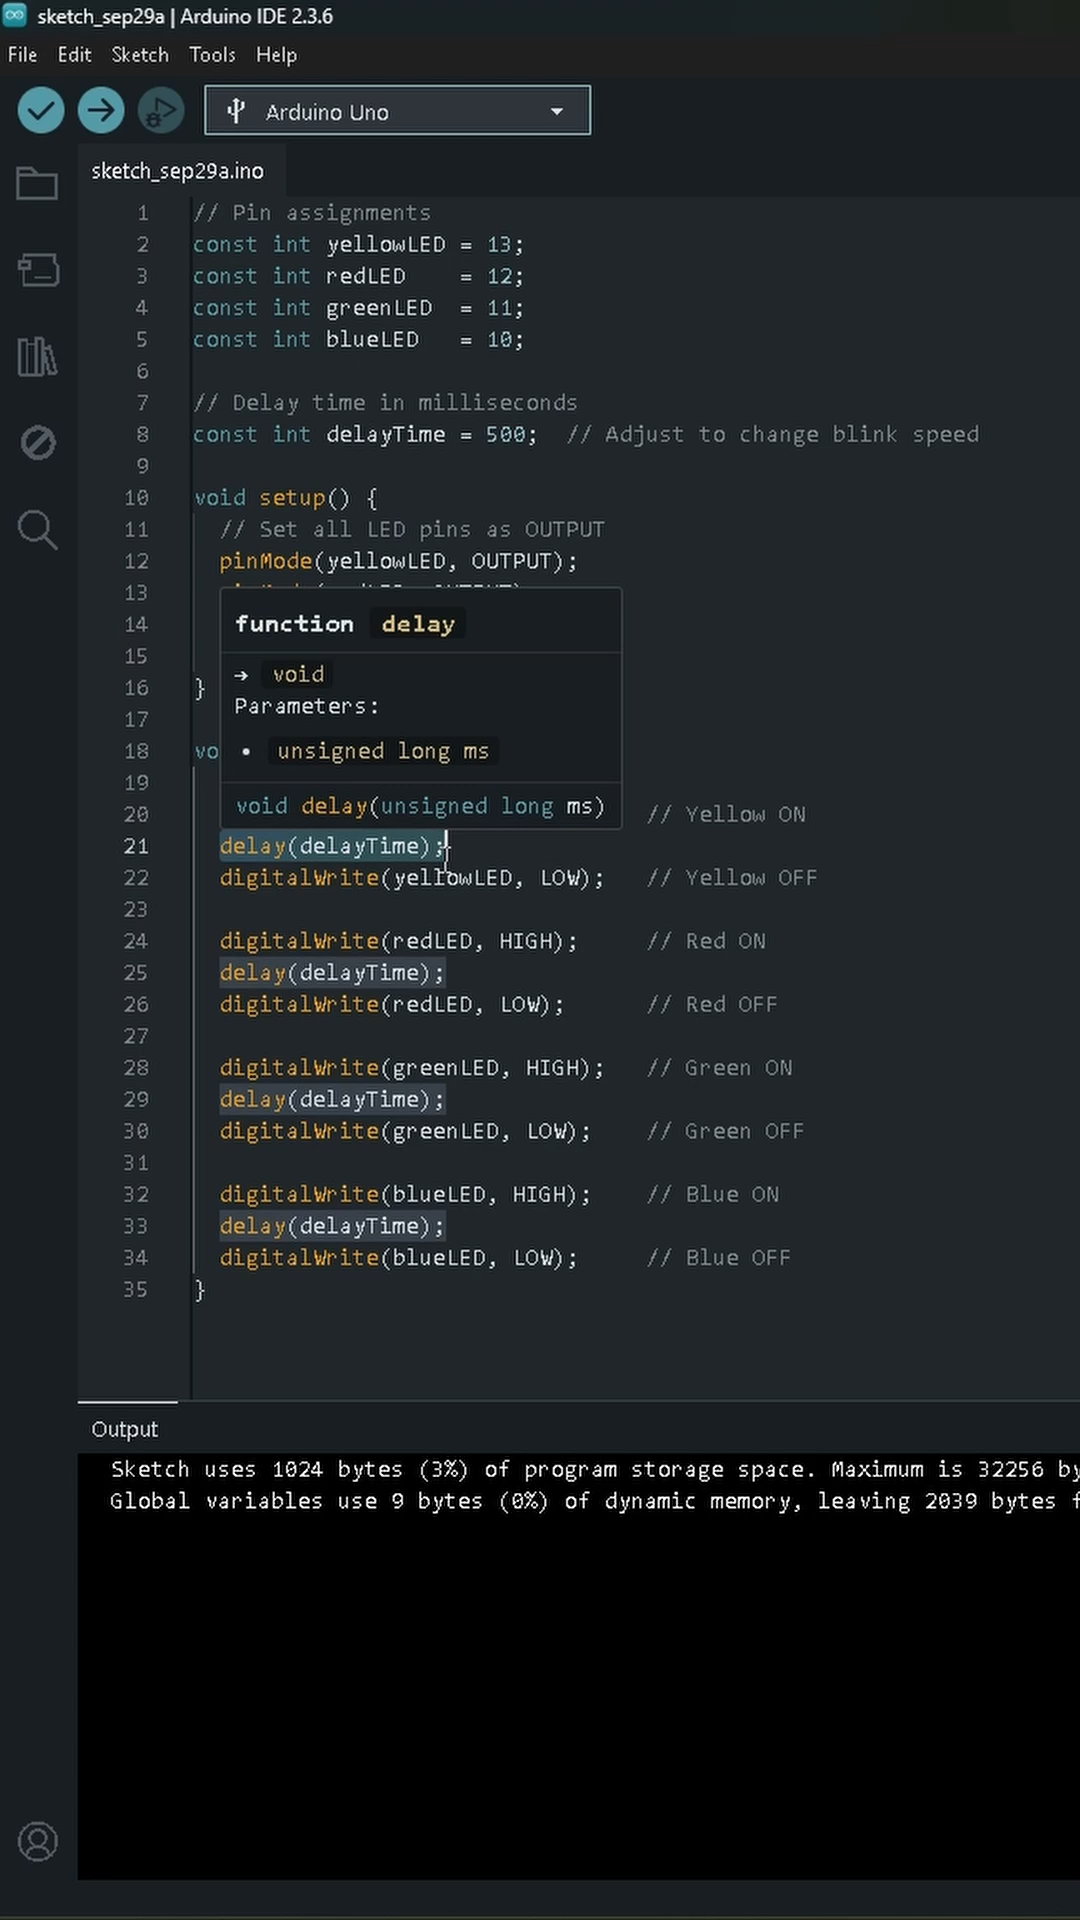 sketch_sep29a | Arduino IDE 2.3.6
File Edit Sketch Tools Help
Arduino Uno
sketch_sep29a.ino
1 // Pin assignments
2 const int yellowLED = 13;
3 const int redLED    = 12;
4 const int greenLED  = 11;
5 const int blueLED   = 10;
6
7 // Delay time in milliseconds
8 const int delayTime = 500;  // Adjust to change blink speed
9
10 void setup() {
11   // Set all LED pins as OUTPUT
12   pinMode(yellowLED, OUTPUT);
13
function delay
14
→ void
15
Parameters:
16 }
17
unsigned long ms
18 vo
19
void delay(unsigned long ms)
20 // Yellow ON
21   delay(delayTime);
22   digitalWrite(yellowLED, LOW);   // Yellow OFF
23
24   digitalWrite(redLED, HIGH);     // Red ON
25   delay(delayTime);
26   digitalWrite(redLED, LOW);      // Red OFF
27
28   digitalWrite(greenLED, HIGH);   // Green ON
29   delay(delayTime);
30   digitalWrite(greenLED, LOW);    // Green OFF
31
32   digitalWrite(blueLED, HIGH);    // Blue ON
33   delay(delayTime);
34   digitalWrite(blueLED, LOW);     // Blue OFF
35 }
Output
Sketch uses 1024 bytes (3%) of program storage space. Maximum is 32256 by
Global variables use 9 bytes (0%) of dynamic memory, leaving 2039 bytes f